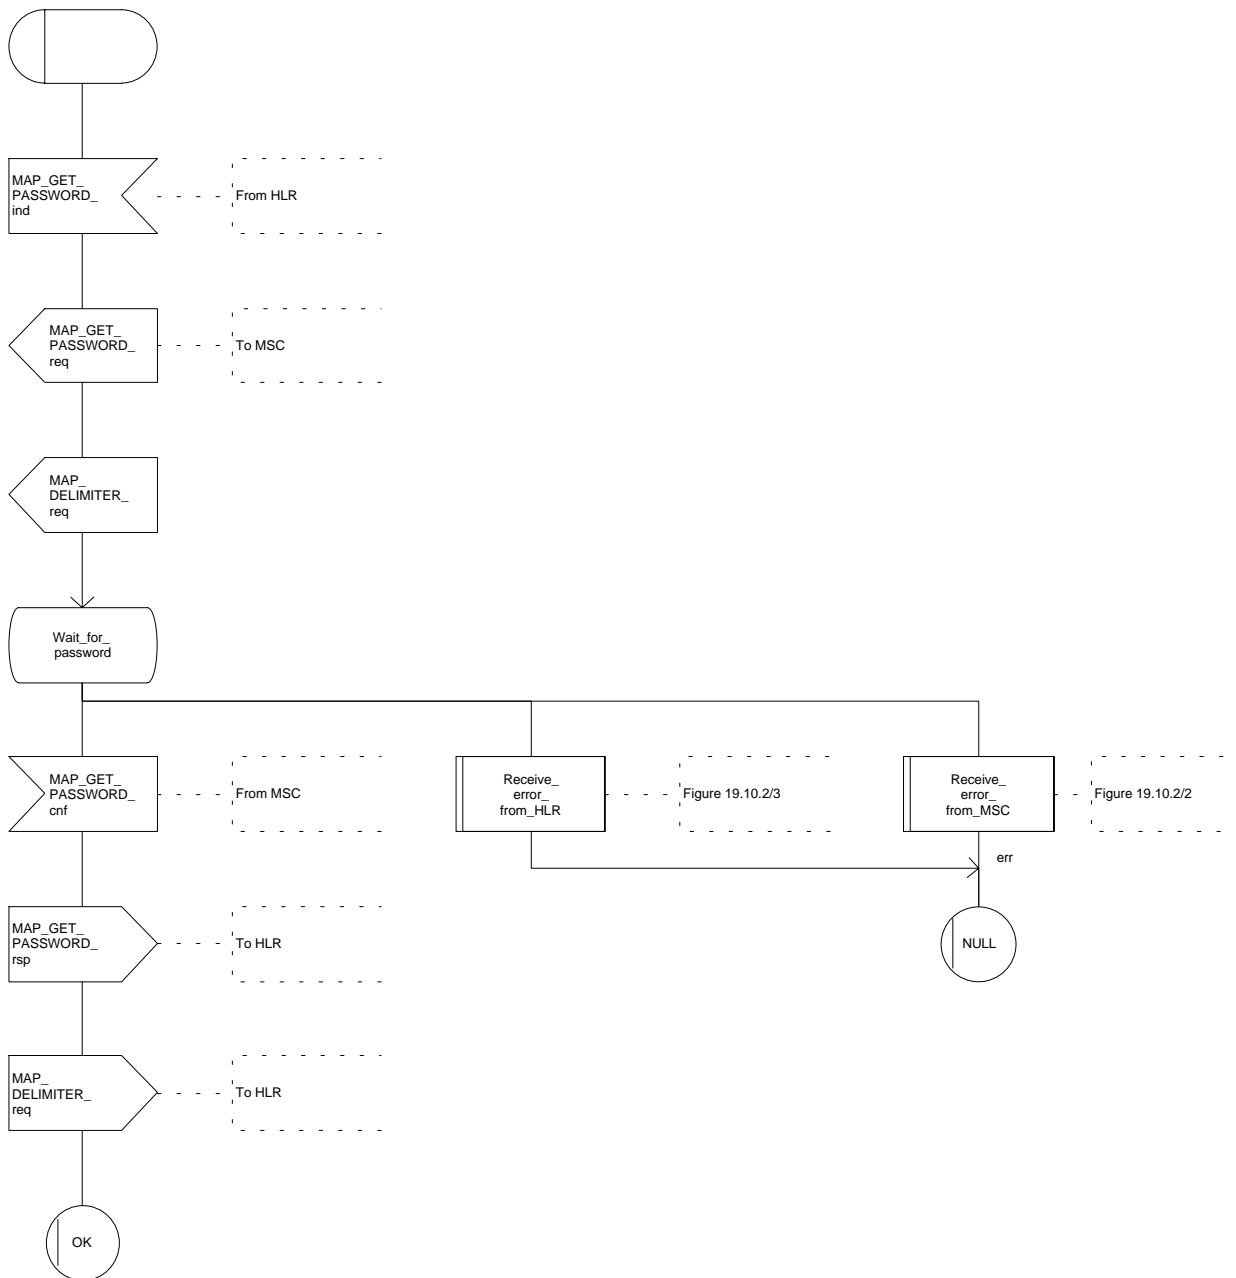 MAP_GET_
PASSWORD_
ind
From HLR
MAP_GET_
PASSWORD_
req
To MSC
MAP_
DELIMITER_
req
Wait_for_
password
MAP_GET_
PASSWORD_
cnf
From MSC
Receive_
error_
from_HLR
Figure 19.10.2/3
Receive_
error_
from_MSC
Figure 19.10.2/2
err
MAP_GET_
PASSWORD_
rsp
To HLR
NULL
MAP_
DELIMITER_
req
To HLR
OK